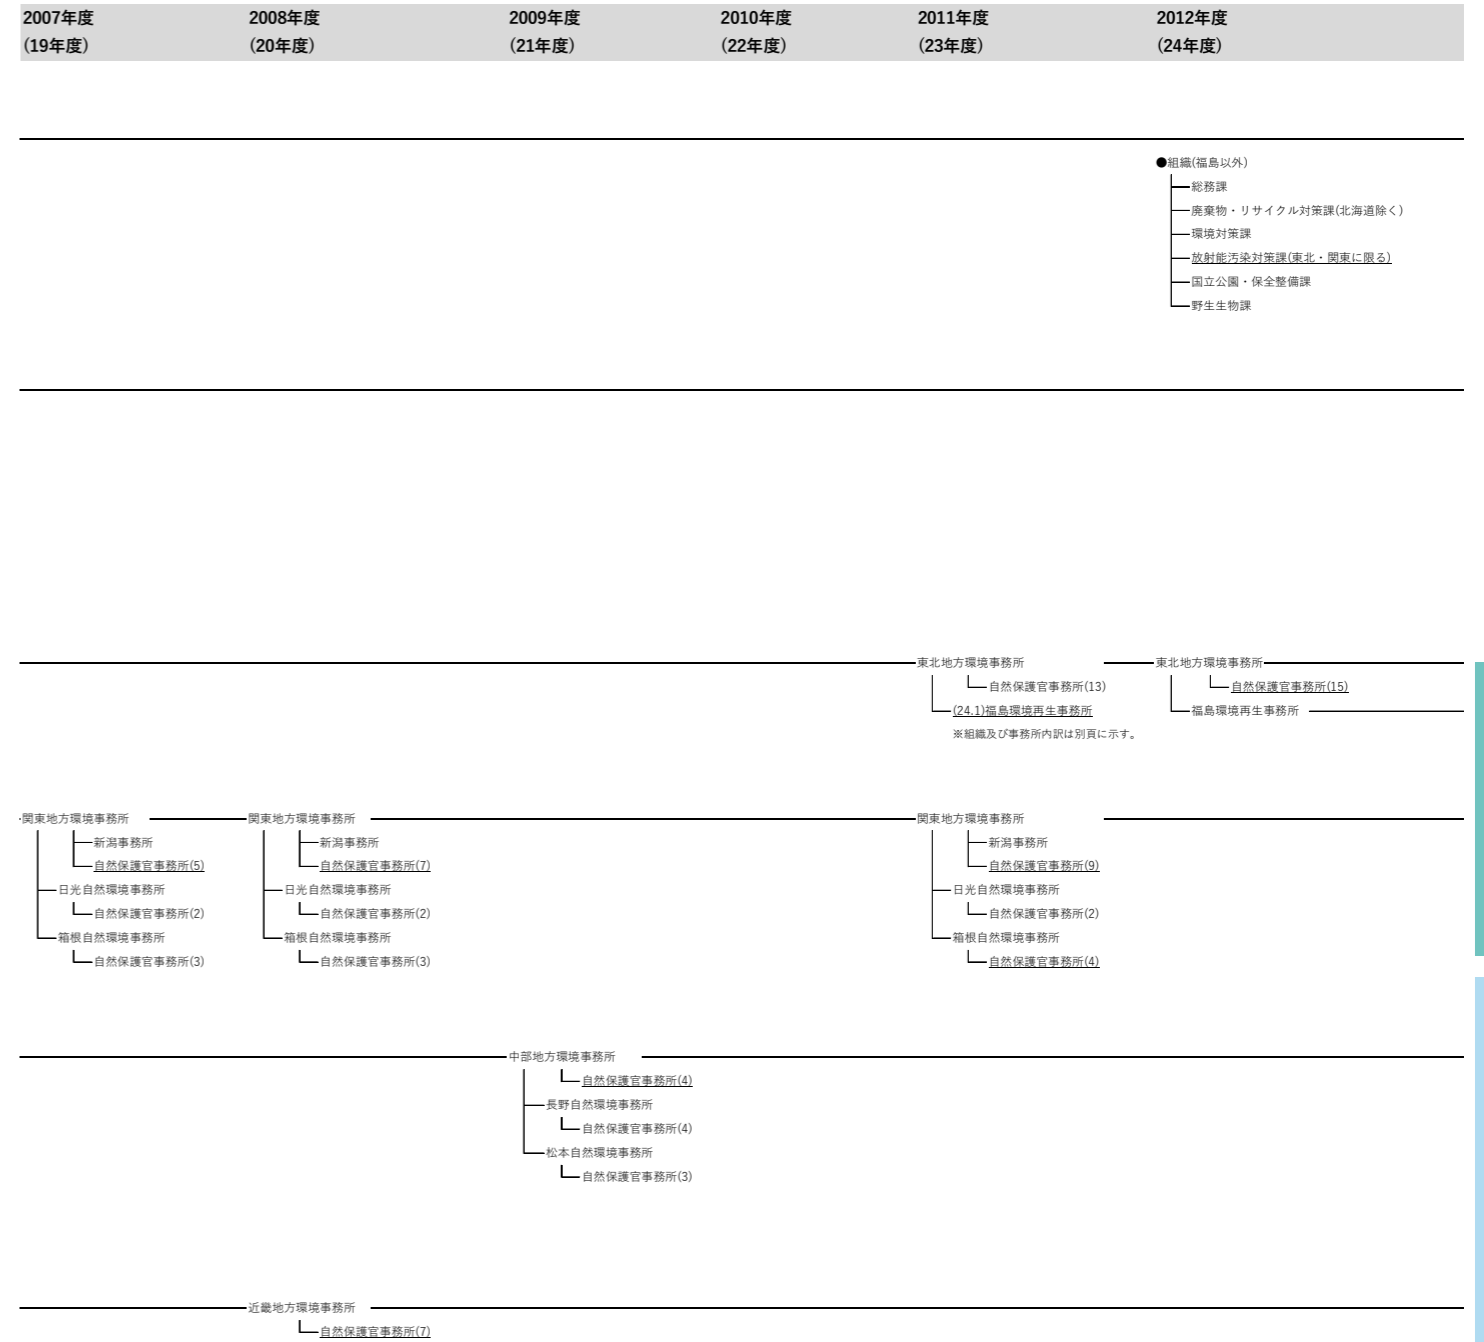 2007年度 2008年度 2009年度 2010年度 2011年度 2012年度
(19年度) (20年度) (21年度) (22年度) (23年度) (24年度)
●組織(福島以外)
総務課
廃棄物・リサイクル対策課(北海道除く)
環境対策課
放射能汚染対策課(東北・関東に限る)
国立公園・保全整備課
野生生物課
東北地方環境事務所 東北地方環境事務所
自然保護官事務所(13) 自然保護官事務所(15)
(24.1)福島環境再生事務所 福島環境再生事務所
※組織及び事務所内訳は別頁に示す。
関東地方環境事務所 関東地方環境事務所 関東地方環境事務所
新潟事務所 新潟事務所 新潟事務所
自然保護官事務所(5) 自然保護官事務所(7) 自然保護官事務所(9)
日光自然環境事務所 日光自然環境事務所 日光自然環境事務所
自然保護官事務所(2) 自然保護官事務所(2) 自然保護官事務所(2)
箱根自然環境事務所 箱根自然環境事務所 箱根自然環境事務所
自然保護官事務所(3) 自然保護官事務所(3) 自然保護官事務所(4)
中部地方環境事務所
自然保護官事務所(4)
長野自然環境事務所
自然保護官事務所(4)
松本自然環境事務所
自然保護官事務所(3)
近畿地方環境事務所
自然保護官事務所(7)